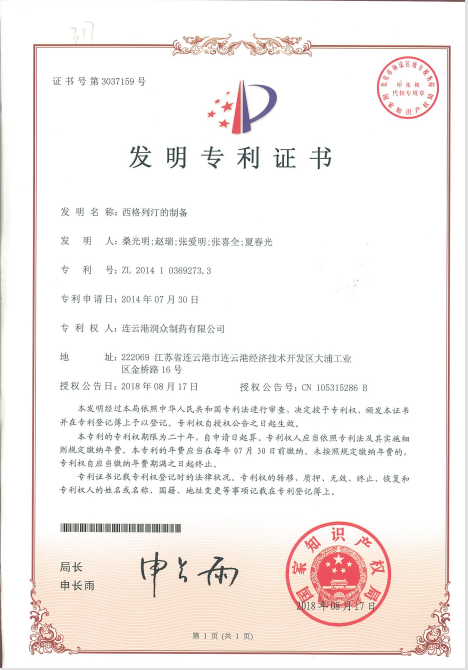 317
证书号第3037159号
发明专利证书
发 明 名 称：西格列汀的制备
发 明 人：桑光明;赵瑞;张爱明;张喜全;夏春光
专 利 号：ZL 2014 1 0369273.3
专利申请日：2014年07月30日
专 利 权 人：连云港润众制药有限公司
地 址：222069 江苏省连云港市连云港经济技术开发区大浦工业
区金桥路16号
授权公告日：2018年08月17日 授权公告号：CN 105315286 B
本发明经过本局依照中华人民共和国专利法进行审查，决定授予专利权，颁发本证书
并在专利登记簿上予以登记。专利权自授权公告之日起生效。
本专利的专利权期限为二十年，自申请日起算。专利权人应当依照专利法及其实施细
则规定缴纳年费。本专利的年费应当在每年07月30日前缴纳。未按照规定缴纳年费的，
专利权自应当缴纳年费期满之日起终止。
专利证书记载专利权登记时的法律状况。专利权的转移、质押、无效、终止、恢复和
专利权人的姓名或名称、国籍、地址变更等事项记载在专利登记簿上。
局长
申长雨
申长雨
国家知识产权局
2018年08月17日
第 1 页 (共 1 页)